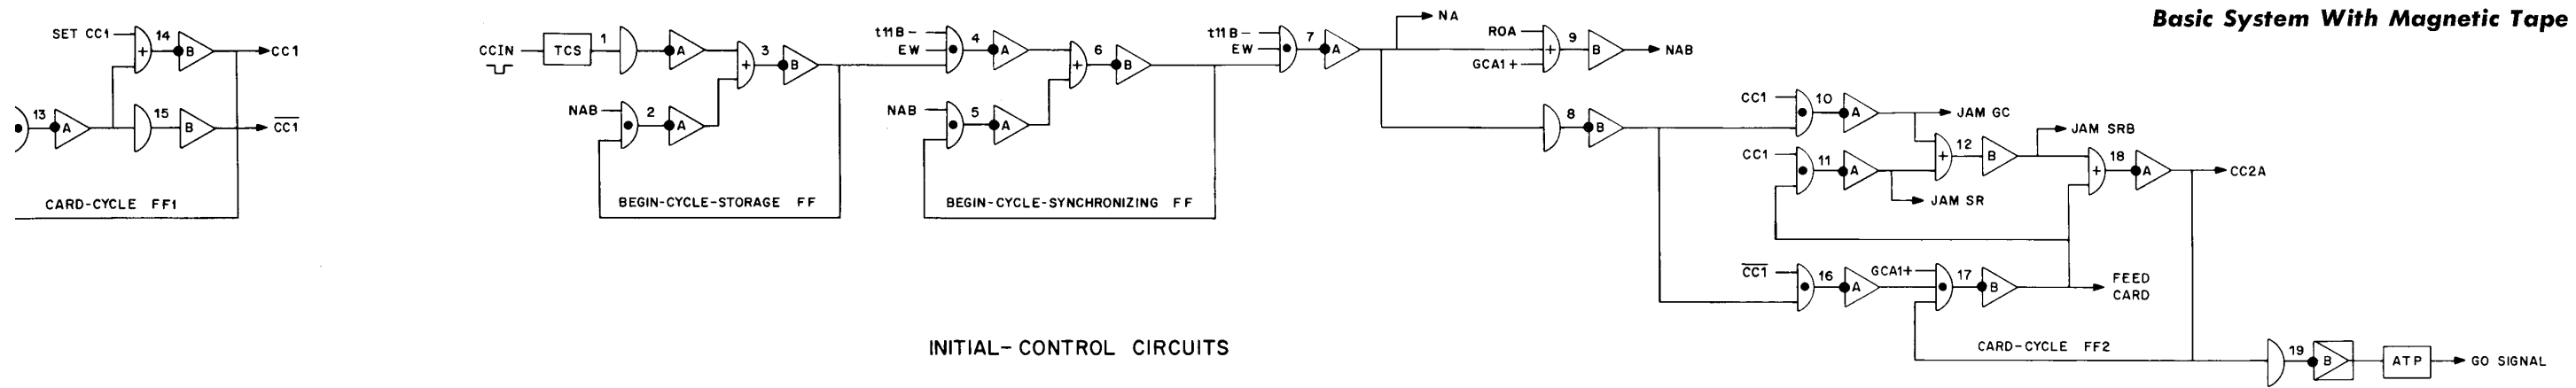 Basic System With Magnetic Tape
SET CC1 14 + B CC1
13 A 15 B CC1
CARD-CYCLE FF1
CCIN TCS 1 A 3 + B
NAB 2 A
BEGIN-CYCLE-STORAGE FF
t11B-
EW 4 A 6 + B
NAB 5 A
BEGIN-CYCLE-SYNCHRONIZING FF
t11B-
EW 7 A NA
ROA 9 + B NAB
GCA1+
8 B
CC1 10 A JAM GC
CC1 11 A JAM SR
12 + B JAM SRB
18 + A CC2A
CC1 16 A GCA1+ 17 B
FEED
CARD
CARD-CYCLE FF2
19 B ATP GO SIGNAL
INITIAL-CONTROL CIRCUITS